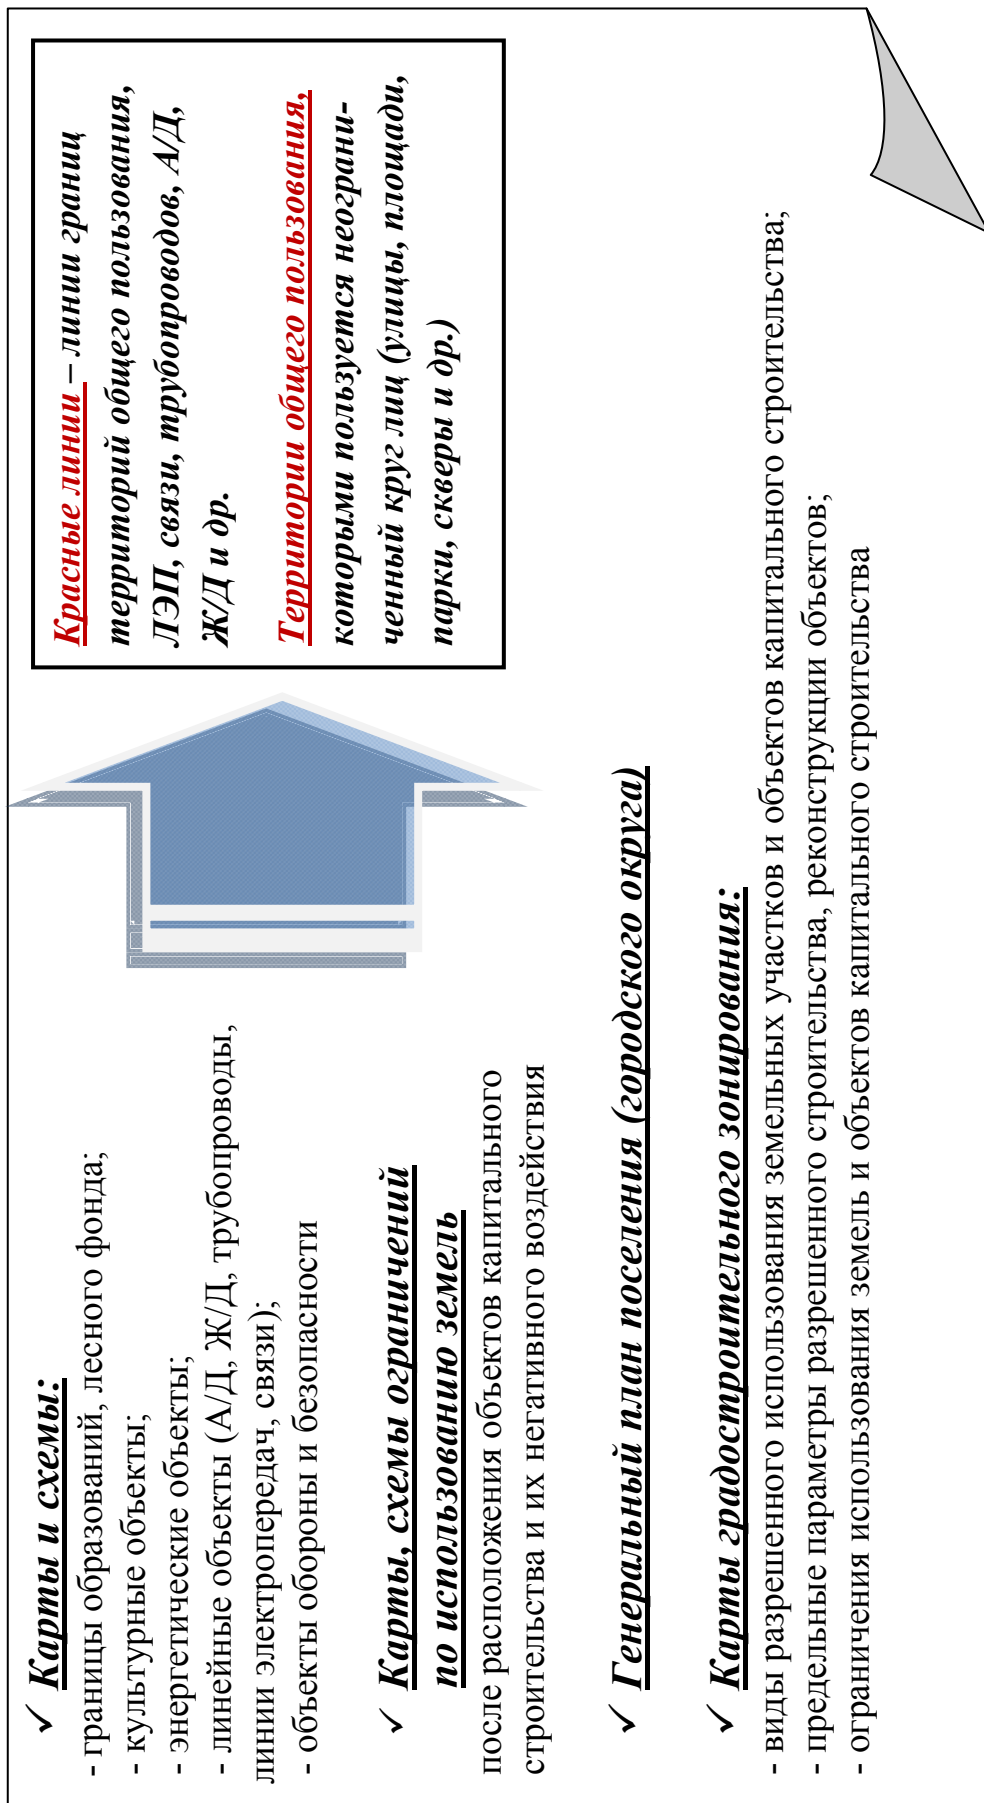 ✓ Карты и схемы:
- границы образований, лесного фонда;
- культурные объекты;
- энергетические объекты;
- линейные объекты (А/Д, Ж/Д, трубопроводы,
линии электропередач, связи);
- объекты обороны и безопасности
✓ Карты, схемы ограничений
по использованию земель
после расположения объектов капитального
строительства и их негативного воздействия
Красные линии – линии границ
территорий общего пользования,
ЛЭП, связи, трубопроводов, А/Д,
Ж/Д и др.
Территории общего пользования,
которыми пользуется неограни-
ченный круг лиц (улицы, площади,
парки, скверы и др.)
✓ Генеральный план поселения (городского округа)
✓ Карты градостроительного зонирования:
- виды разрешенного использования земельных участков и объектов капитального строительства;
- предельные параметры разрешенного строительства, реконструкции объектов;
- ограничения использования земель и объектов капитального строительства